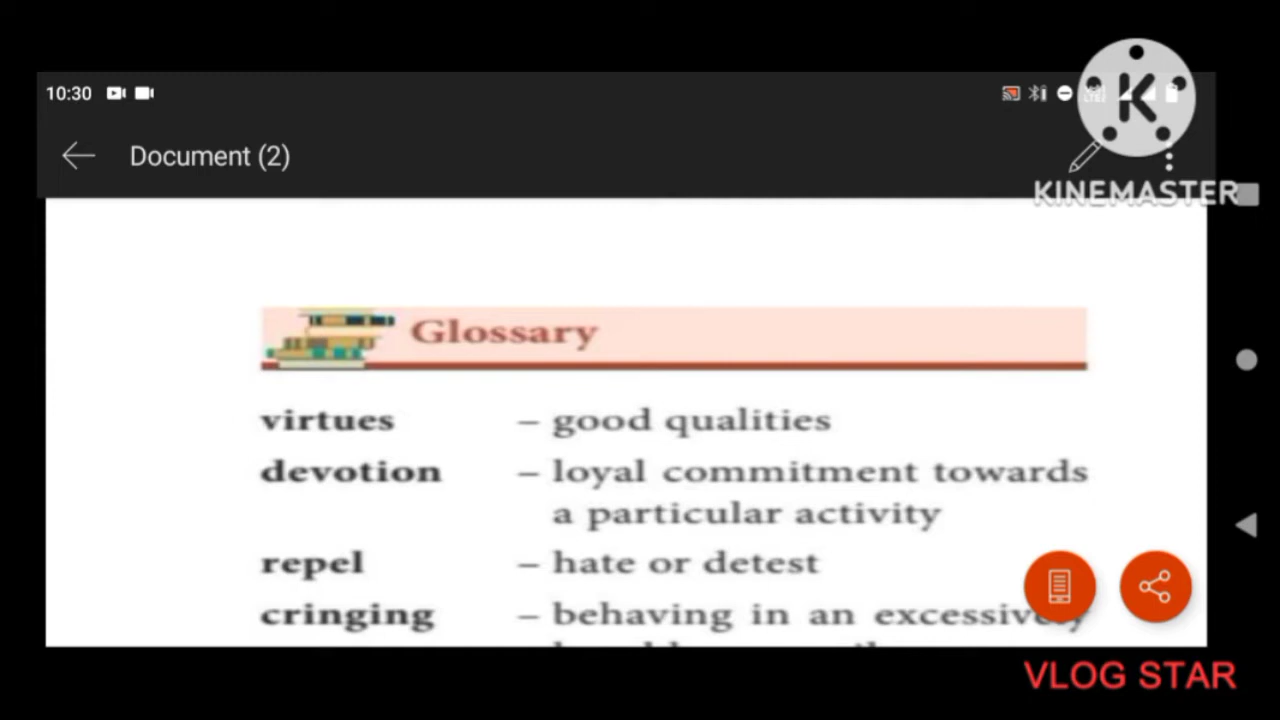 10:30
Document (2)
K
KINEMASTER
Glossary
virtues – good qualities
devotion – loyal commitment towards
a particular activity
repel – hate or detest
cringing – behaving in an excessively
VLOG STAR